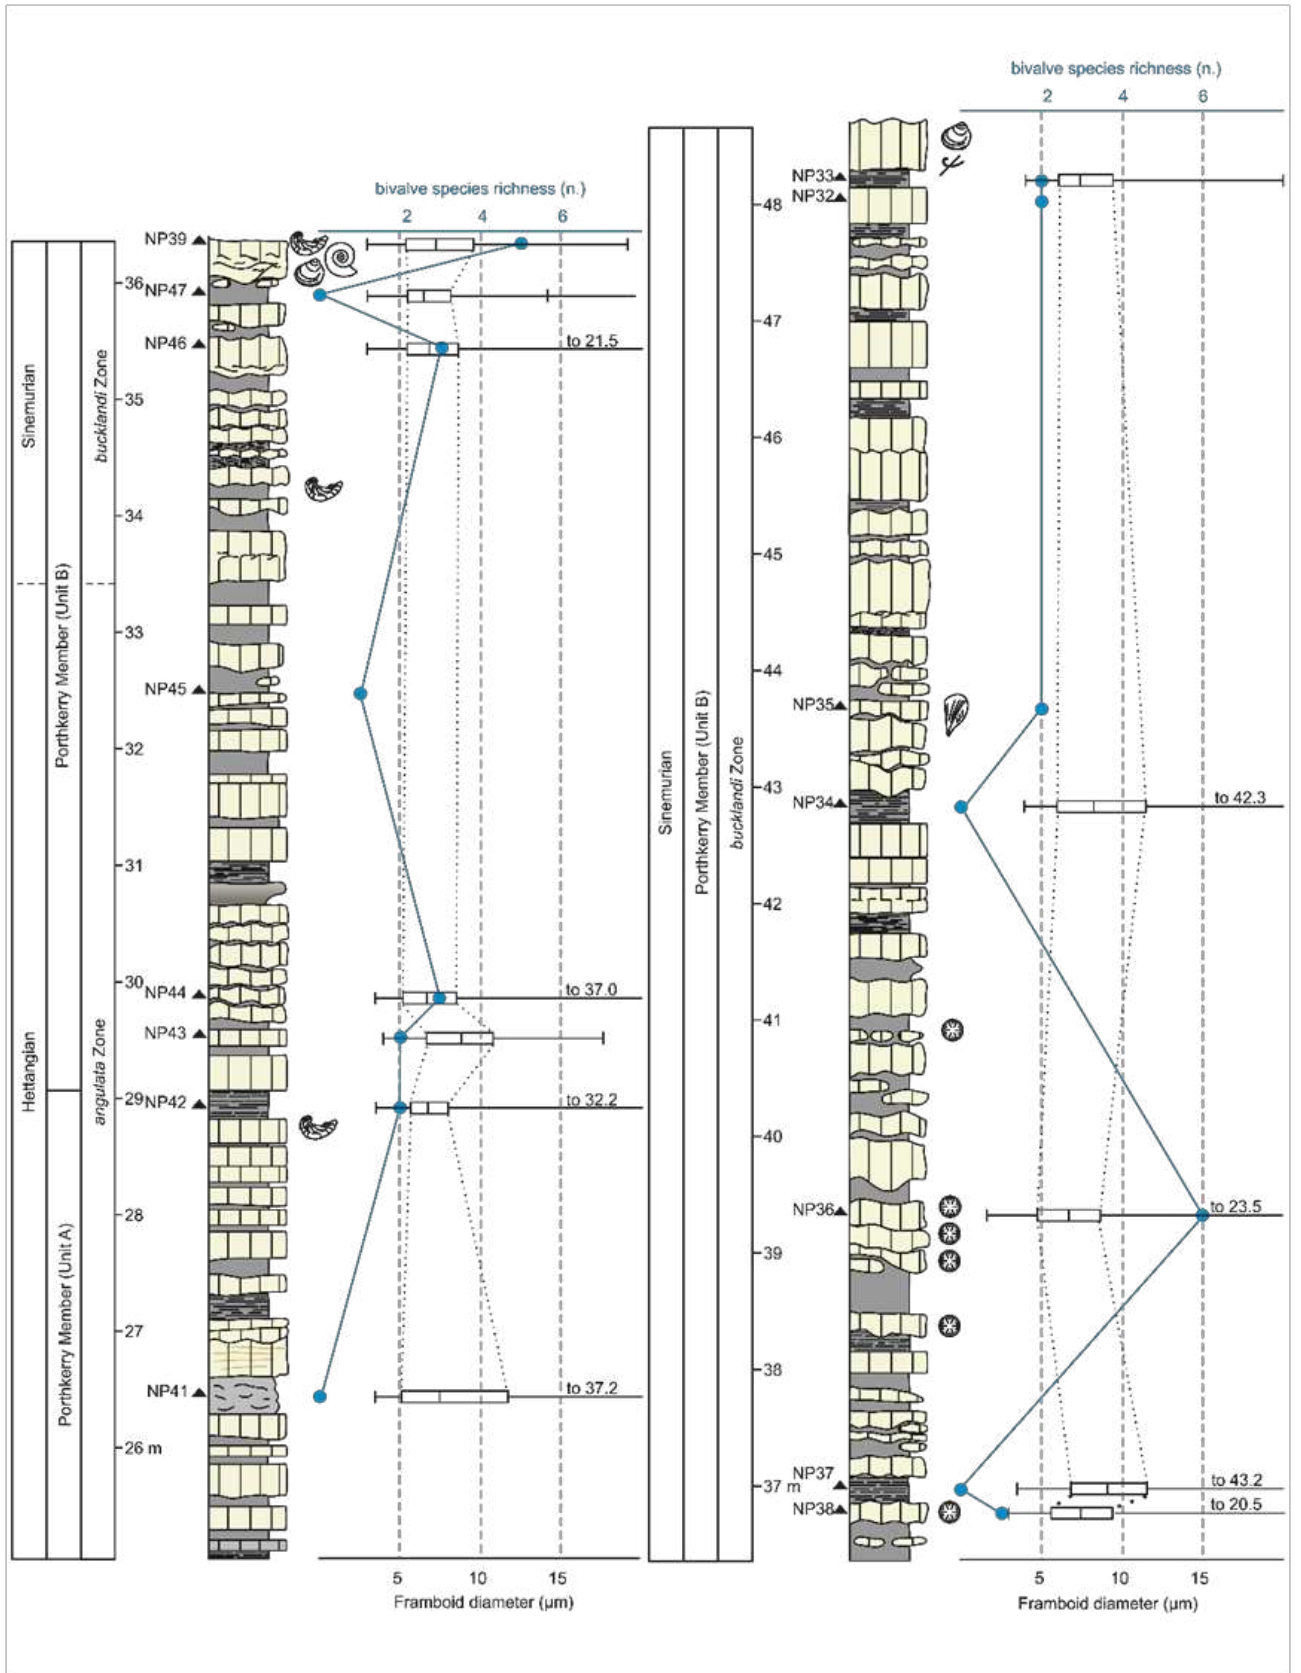 bivalve species richness (n.)
2 4 6
NP39
36
NP47
NP46
to 21.5
35
34
33
NP45
32
31
30
NP44
to 37.0
NP43
29
NP42
to 32.2
28
27
NP41
to 37.2
26 m
Sinemurian
Hettangian
Porthkerry Member (Unit B)
Porthkerry Member (Unit A)
bucklandi Zone
angulata Zone
5 10 15
Framboid diameter (µm)
bivalve species richness (n.)
2 4 6
NP33
48
NP32
47
46
45
44
NP35
43
NP34
to 42.3
42
41
40
NP36
to 23.5
39
38
NP37
37 m
to 43.2
NP38
to 20.5
Sinemurian
Porthkerry Member (Unit B)
bucklandi Zone
5 10 15
Framboid diameter (µm)